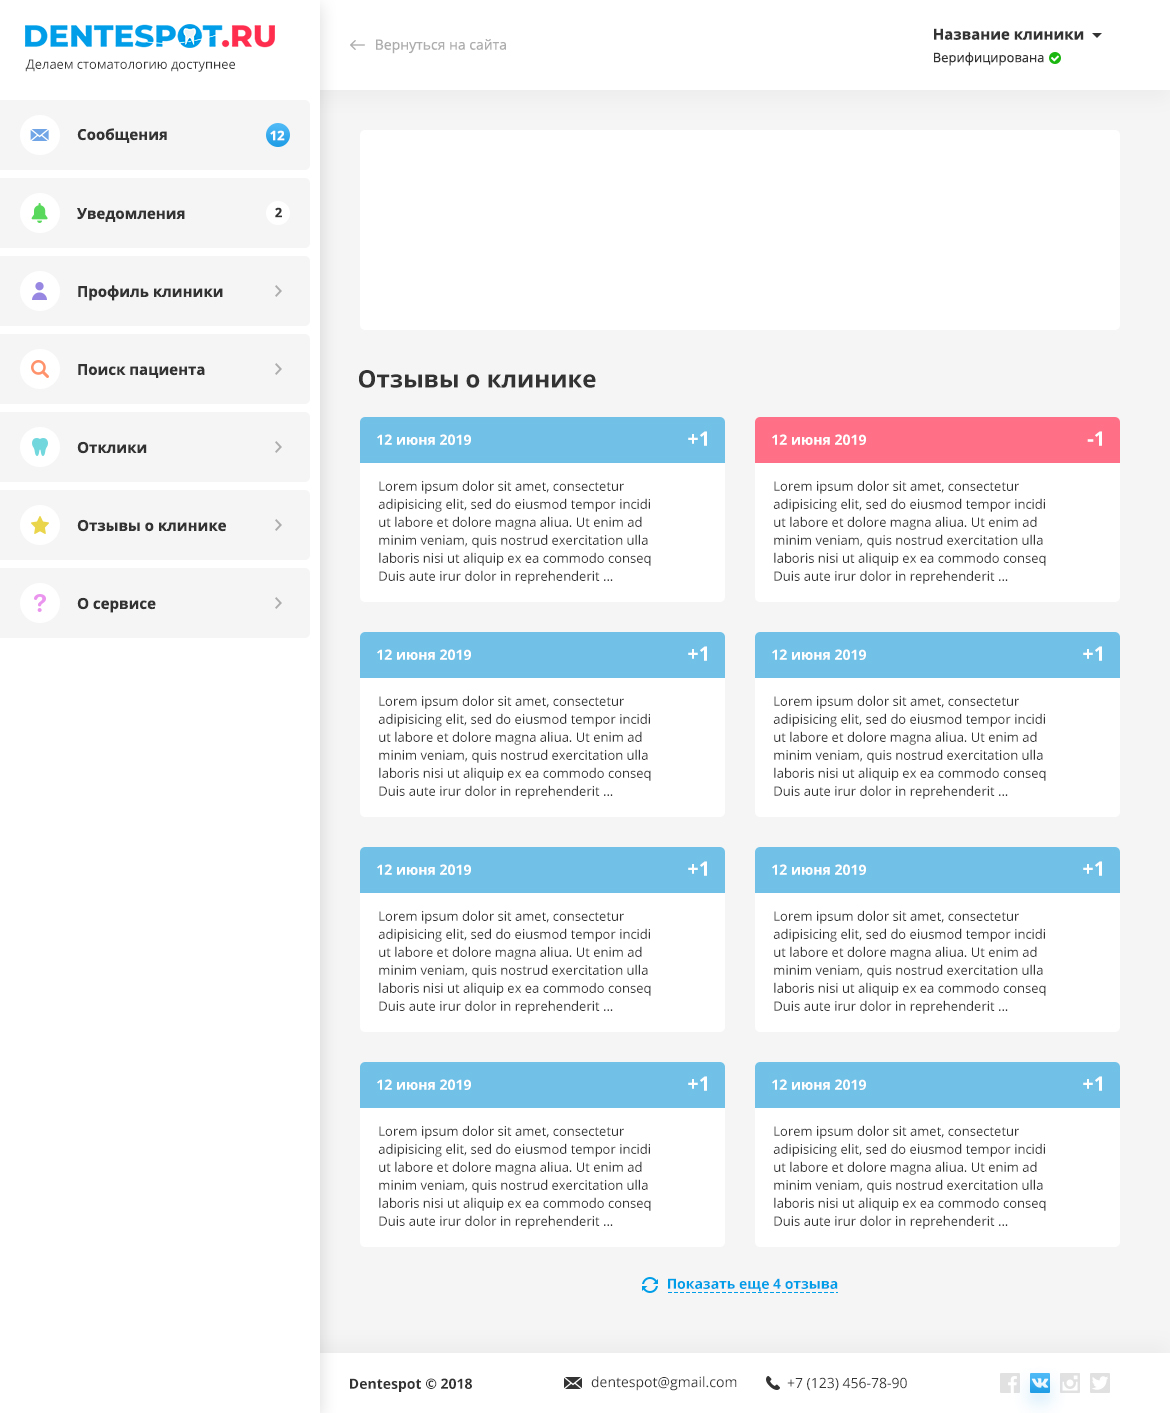 DENTESPOT.RU
Делаем стоматологию доступнее
Сообщения 12
Уведомления 2
Профиль клиники
Поиск пациента
Отклики
Отзывы о клинике
О сервисе
Вернуться на сайта
Название клиники
Верифицирована
Отзывы о клинике
12 июня 2019 +1
Lorem ipsum dolor sit amet, consectetur
adipisicing elit, sed do eiusmod tempor incidi
ut labore et dolore magna aliua. Ut enim ad
minim veniam, quis nostrud exercitation ulla
laboris nisi ut aliquip ex ea commodo conseq
Duis aute irur dolor in reprehenderit ...
12 июня 2019 -1
Lorem ipsum dolor sit amet, consectetur
adipisicing elit, sed do eiusmod tempor incidi
ut labore et dolore magna aliua. Ut enim ad
minim veniam, quis nostrud exercitation ulla
laboris nisi ut aliquip ex ea commodo conseq
Duis aute irur dolor in reprehenderit ...
12 июня 2019 +1
Lorem ipsum dolor sit amet, consectetur
adipisicing elit, sed do eiusmod tempor incidi
ut labore et dolore magna aliua. Ut enim ad
minim veniam, quis nostrud exercitation ulla
laboris nisi ut aliquip ex ea commodo conseq
Duis aute irur dolor in reprehenderit ...
12 июня 2019 +1
Lorem ipsum dolor sit amet, consectetur
adipisicing elit, sed do eiusmod tempor incidi
ut labore et dolore magna aliua. Ut enim ad
minim veniam, quis nostrud exercitation ulla
laboris nisi ut aliquip ex ea commodo conseq
Duis aute irur dolor in reprehenderit ...
12 июня 2019 +1
Lorem ipsum dolor sit amet, consectetur
adipisicing elit, sed do eiusmod tempor incidi
ut labore et dolore magna aliua. Ut enim ad
minim veniam, quis nostrud exercitation ulla
laboris nisi ut aliquip ex ea commodo conseq
Duis aute irur dolor in reprehenderit ...
12 июня 2019 +1
Lorem ipsum dolor sit amet, consectetur
adipisicing elit, sed do eiusmod tempor incidi
ut labore et dolore magna aliua. Ut enim ad
minim veniam, quis nostrud exercitation ulla
laboris nisi ut aliquip ex ea commodo conseq
Duis aute irur dolor in reprehenderit ...
12 июня 2019 +1
Lorem ipsum dolor sit amet, consectetur
adipisicing elit, sed do eiusmod tempor incidi
ut labore et dolore magna aliua. Ut enim ad
minim veniam, quis nostrud exercitation ulla
laboris nisi ut aliquip ex ea commodo conseq
Duis aute irur dolor in reprehenderit ...
12 июня 2019 +1
Lorem ipsum dolor sit amet, consectetur
adipisicing elit, sed do eiusmod tempor incidi
ut labore et dolore magna aliua. Ut enim ad
minim veniam, quis nostrud exercitation ulla
laboris nisi ut aliquip ex ea commodo conseq
Duis aute irur dolor in reprehenderit ...
Показать еще 4 отзыва
Dentespot © 2018
dentespot@gmail.com
+7 (123) 456-78-90